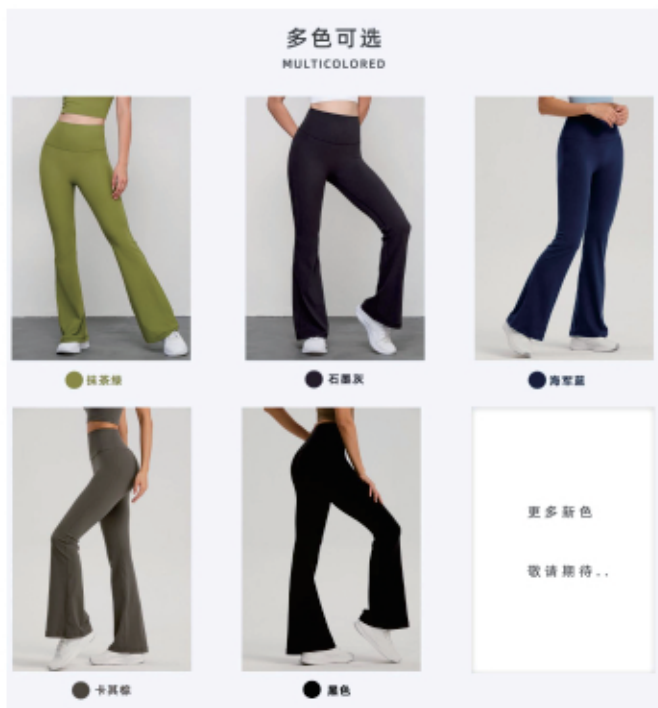 多色可选
MULTICOLORED
抹茶绿
石墨灰
海军蓝
卡其棕
黑色
更多新色
敬请期待..